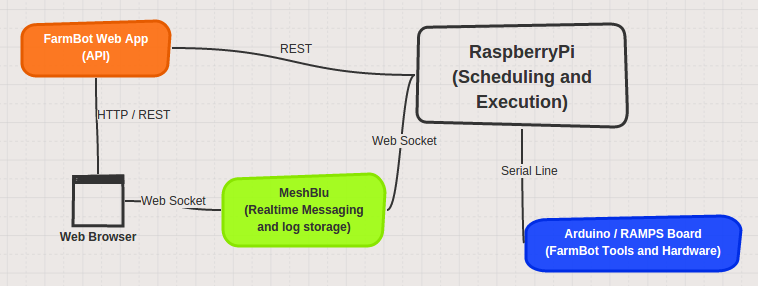 FarmBot Web App
(API)
REST
RaspberryPi
(Scheduling and
Execution)
HTTP / REST
Web Socket
Serial Line
Web Browser
Web Socket
MeshBlu
(Realtime Messaging
and log storage)
Arduino / RAMPS Board
(FarmBot Tools and Hardware)